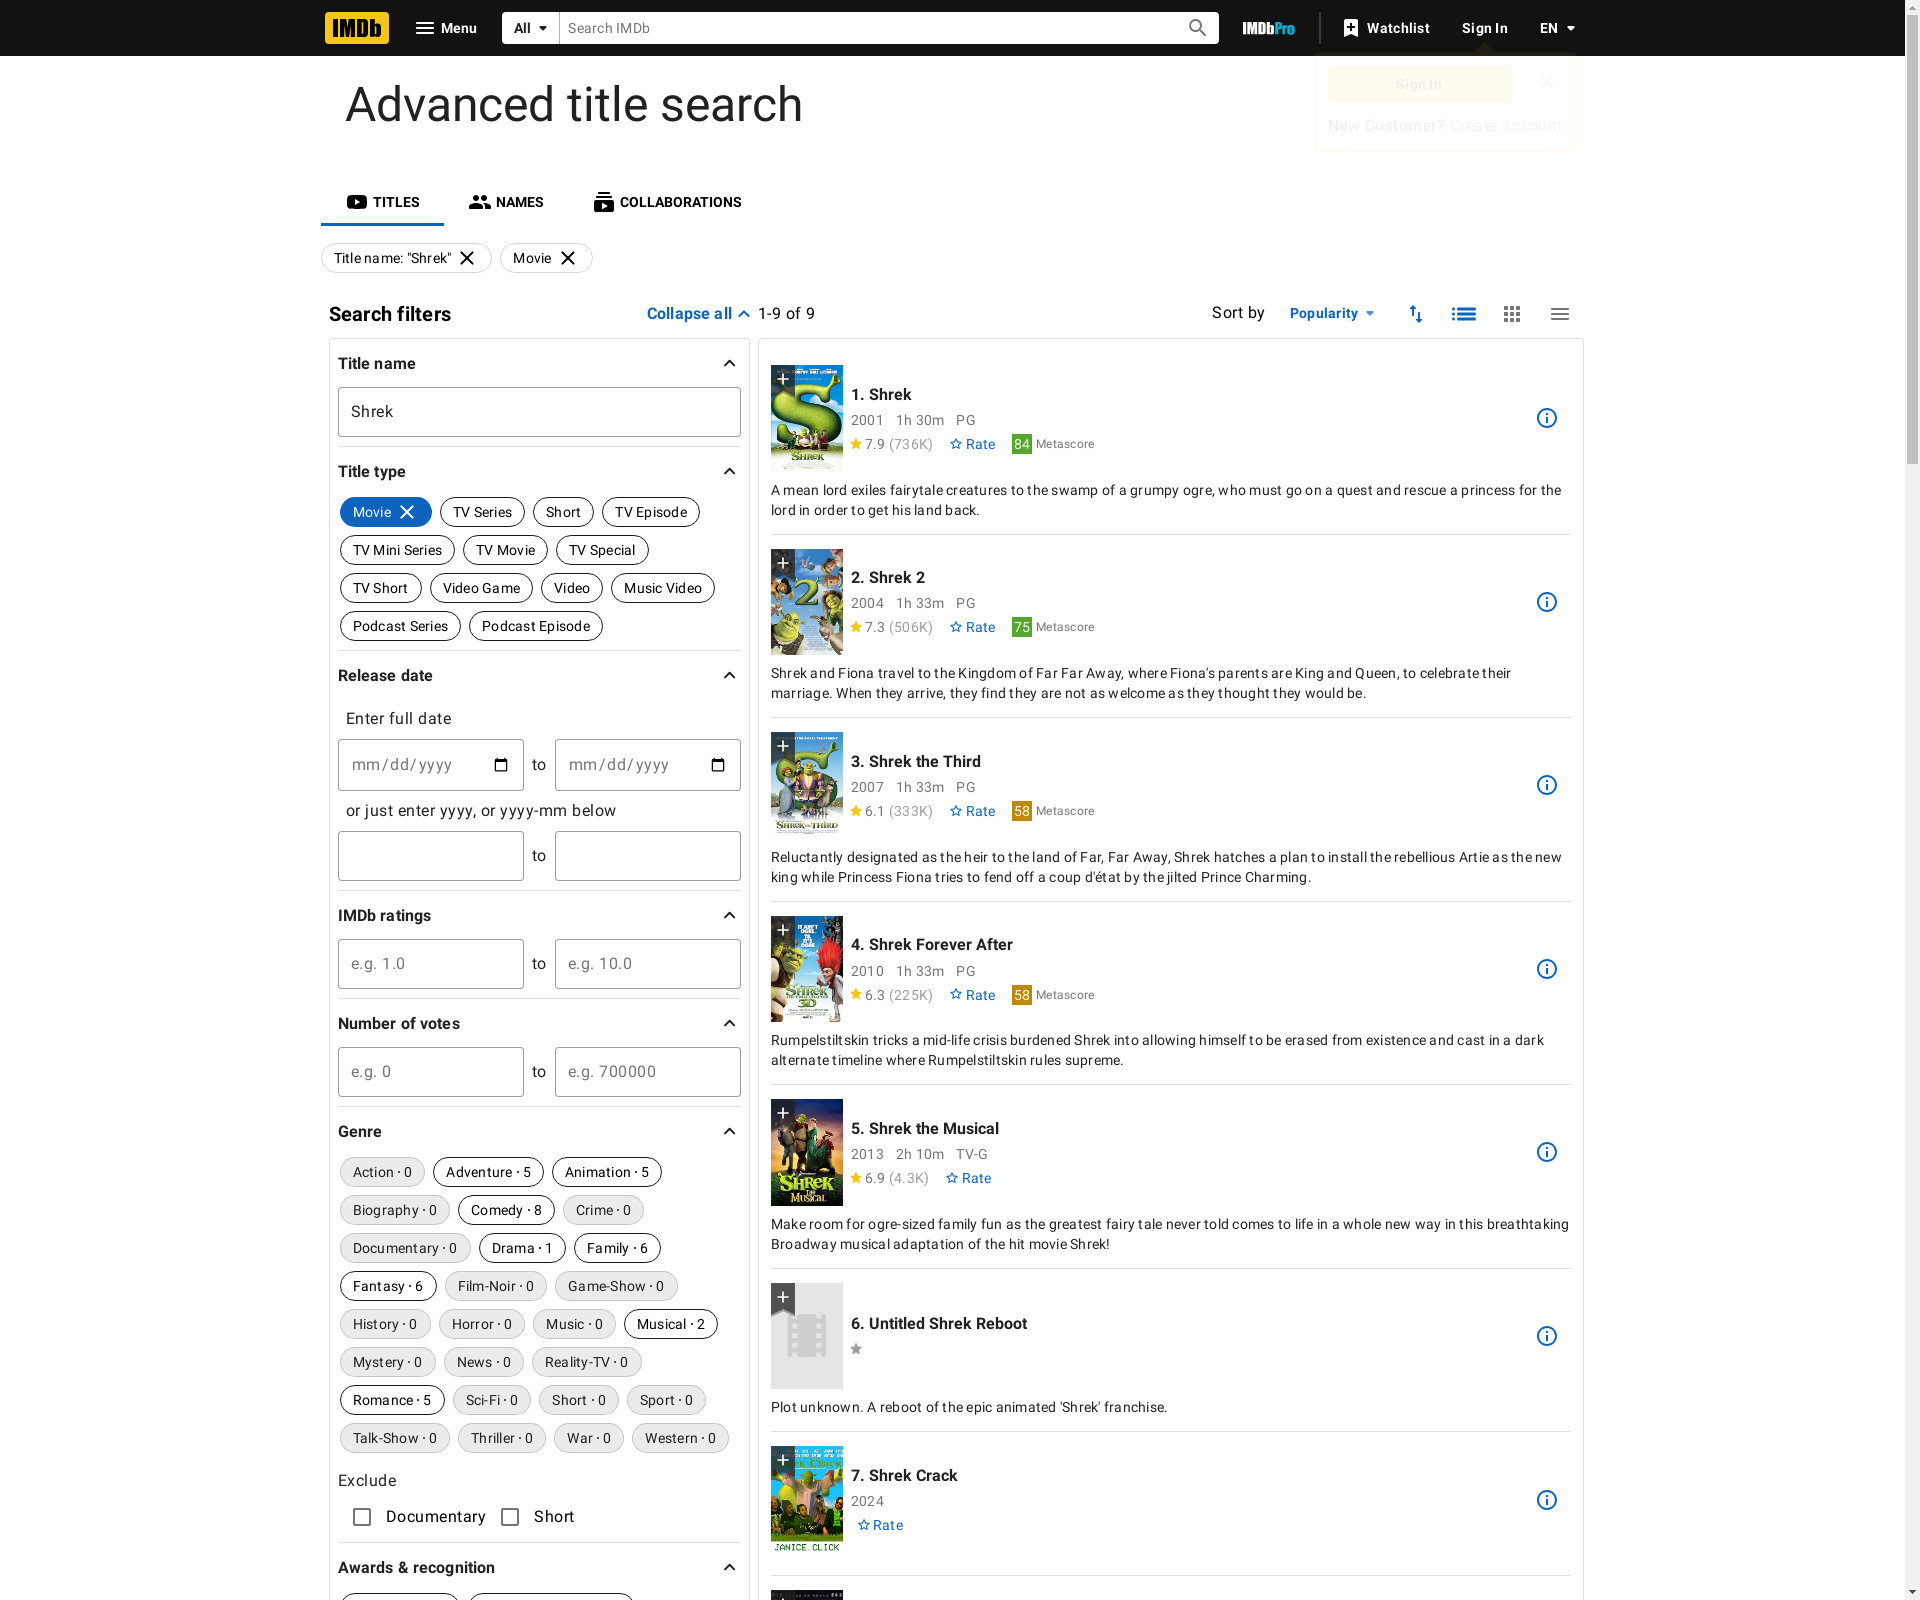 IMDb
Menu
All
Search IMDb
IMDbPro
Watchlist
Sign In
EN
Sign In
New Customer? Create account
Advanced title search
TITLES
NAMES
COLLABORATIONS
Title name: "Shrek"
Movie
Search filters
Collapse all
1-9 of 9
Sort by
Popularity
Title name
Shrek
Title type
Movie
TV Series
Short
TV Episode
TV Mini Series
TV Movie
TV Special
TV Short
Video Game
Video
Music Video
Podcast Series
Podcast Episode
Release date
Enter full date
mm/dd/yyyy
to
mm/dd/yyyy
or just enter yyyy, or yyyy-mm below
to
IMDb ratings
e.g. 1.0
to
e.g. 10.0
Number of votes
e.g. 0
to
e.g. 700000
Genre
Action · 0
Adventure · 5
Animation · 5
Biography · 0
Comedy · 8
Crime · 0
Documentary · 0
Drama · 1
Family · 6
Fantasy · 6
Film-Noir · 0
Game-Show · 0
History · 0
Horror · 0
Music · 0
Musical · 2
Mystery · 0
News · 0
Reality-TV · 0
Romance · 5
Sci-Fi · 0
Short · 0
Sport · 0
Talk-Show · 0
Thriller · 0
War · 0
Western · 0
Exclude
Documentary
Short
Awards & recognition
SHREK
1. Shrek
2001 1h 30m PG
7.9 (736K) Rate 84 Metascore
A mean lord exiles fairytale creatures to the swamp of a grumpy ogre, who must go on a quest and rescue a princess for the
lord in order to get his land back.
2
2. Shrek 2
2004 1h 33m PG
7.3 (506K) Rate 75 Metascore
Shrek and Fiona travel to the Kingdom of Far Far Away, where Fiona's parents are King and Queen, to celebrate their
marriage. When they arrive, they find they are not as welcome as they thought they would be.
SHREK THE THIRD
3. Shrek the Third
2007 1h 33m PG
6.1 (333K) Rate 58 Metascore
Reluctantly designated as the heir to the land of Far, Far Away, Shrek hatches a plan to install the rebellious Artie as the new
king while Princess Fiona tries to fend off a coup d'état by the jilted Prince Charming.
IT AIN'T
OGRE..
TIL
IT'S
OGRE
SHREK
THE FINAL CHAPTER
3D
4. Shrek Forever After
2010 1h 33m PG
6.3 (225K) Rate 58 Metascore
Rumpelstiltskin tricks a mid-life crisis burdened Shrek into allowing himself to be erased from existence and cast in a dark
alternate timeline where Rumpelstiltskin rules supreme.
SHREK
THE
MUSICAL
5. Shrek the Musical
2013 2h 10m TV-G
6.9 (4.3K) Rate
Make room for ogre-sized family fun as the greatest fairy tale never told comes to life in a whole new way in this breathtaking
Broadway musical adaptation of the hit movie Shrek!
6. Untitled Shrek Reboot
Plot unknown. A reboot of the epic animated 'Shrek' franchise.
JANICE.CLICK
7. Shrek Crack
2024
Rate